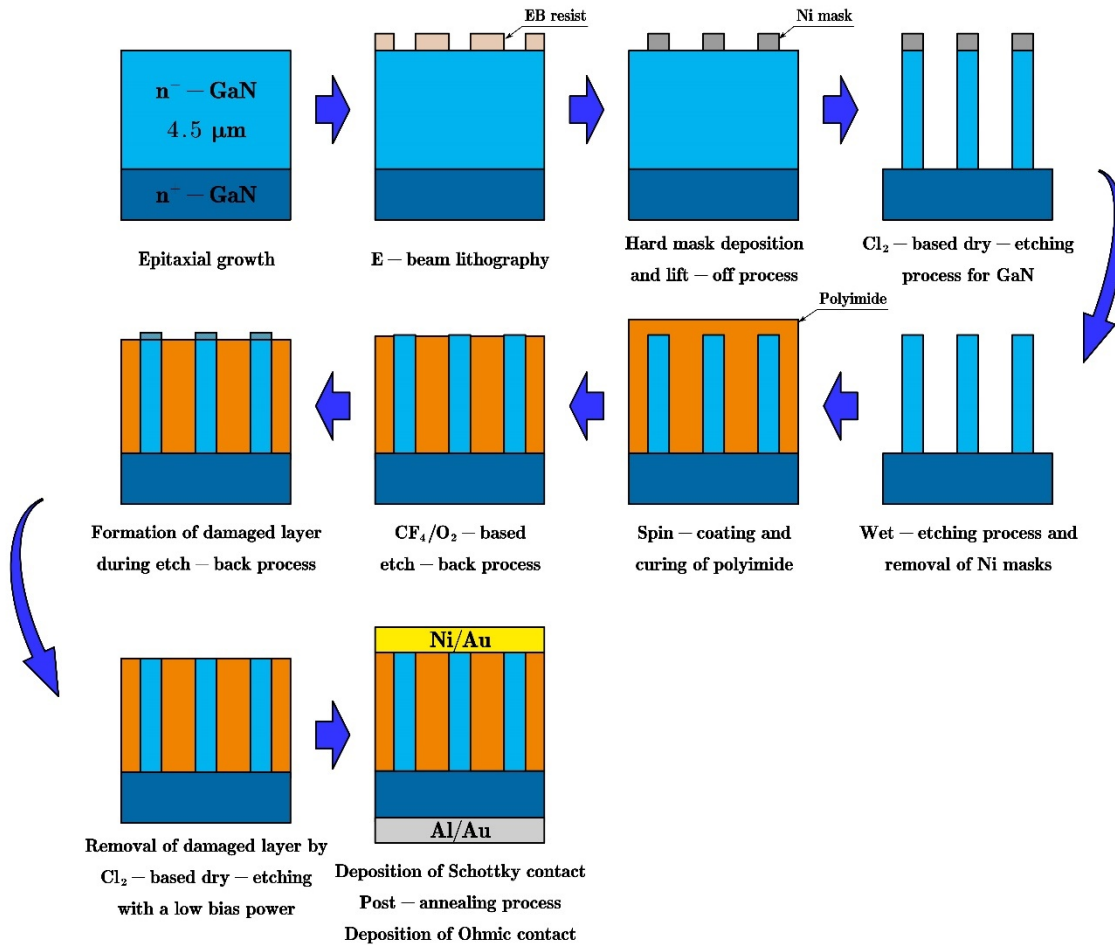 EB resist
Ni mask
n⁻ – GaN
4.5 μm
n⁻ – GaN
Epitaxial growth
E – beam lithography
Hard mask deposition
and lift – off process
Cl₂ – based dry – etching
process for GaN
Polyimide
Formation of damaged layer
during etch – back process
CF₄/O₂ – based
etch – back process
Spin – coating and
curing of polyimide
Wet – etching process and
removal of Ni masks
Ni/Au
Al/Au
Removal of damaged layer by
Cl₂ – based dry – etching
with a low bias power
Deposition of Schottky contact
Post – annealing process
Deposition of Ohmic contact